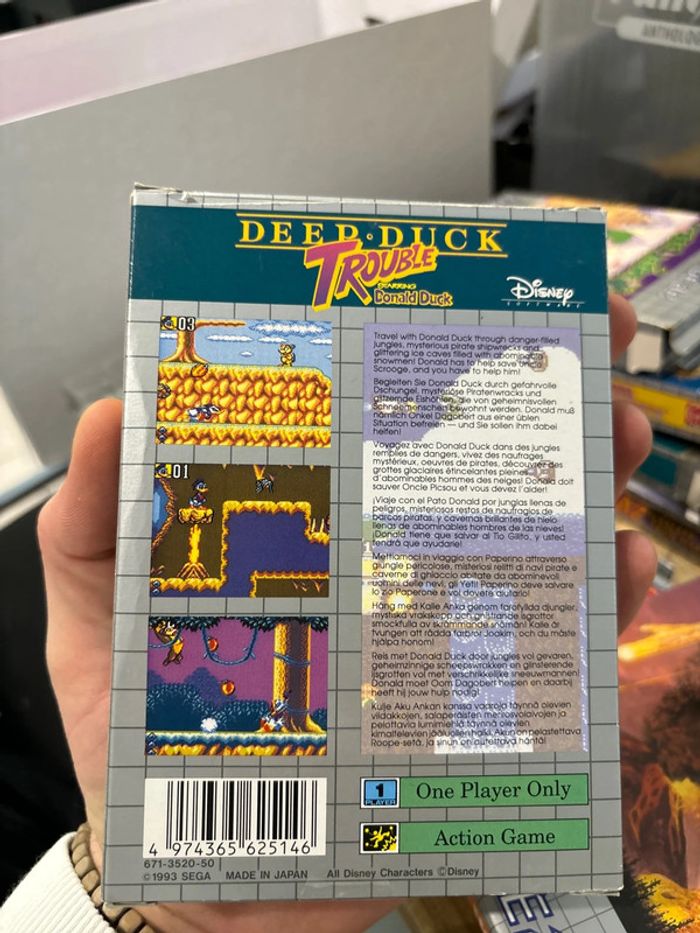 ANTHOLOG
DEEP·DUCK
TROUBLE
STARRING
Donald Duck
Disney
SOFTWARE
03
01
Travel with Donald Duck through danger-filled
jungles, mysterious pirate shipwrecks and
glittering ice caves filled with abominable
snowmen! Donald has to help save Uncle
Scrooge, and you have to help him!
Begleiten Sie Donald Duck durch gefahrvolle
Dschungel, mysteriöse Piratenwracks und
glitzernde Eishöhlen, die von geheimnisvollen
Schneemenschen bewohnt werden. Donald muß
nämlich Onkel Dagobert aus einer üblen
Situation befreien — und Sie sollen ihm dabei
helfen!
Voyagez avec Donald Duck dans des jungles
remplies de dangers, vivez des naufrages
mystérieux, oeuvres de pirates, découvrez des
grottes glaciaires étincelantes pleines
d'abominables hommes des neiges! Donald doit
sauver Oncle Picsou et vous devez l'aider!
¡Viaje con el Pato Donald por junglas llenas de
peligros, misteriosos restos de naufragios de
barcos piratas, y cavernas brillantes de hielo
llenas de abominables hombres de las nieves!
¡Donald tiene que salvar al Tío Gilito, y usted
tendrá que ayudarle!
Mettiamoci in viaggio con Paperino attraverso
giungle pericolose, misteriosi relitti di navi pirate e
caverne di ghiaccio abitate da abominevoli
uomini delle nevi, gli Yeti! Paperino deve salvare
lo zio Paperone e voi dovete aiutarlo!
Häng med Kalle Anka genom farofyllda djungler,
mystiska vrakskepp och gnistrande isgrottor
smockfulla av skrämmande snömän! Kalle är
tvungen att rädda farbror Joakim, och du måste
hjälpa honom!
Reis met Donald Duck door jungles vol gevaren,
geheimzinnige scheepswrakken en glinsterende
ijsgrotten vol met verschrikkelijke sneeuwmannen!
Donald moet Oom Dagobert helpen en daarbij
heeft hij jouw hulp nodig!
Kulje Aku Ankan kanssa vaaroja täynnä olevien
viidakkojen, salaperäisten merirosvolaivojen ja
pelottavia lumimiehiä täynnä olevien
kimaltelevien jääluolien halki. Akun on pelastettava
Roope-setä, ja sinun on autettava häntä!
1
PLAYER
One Player Only
Action Game
4 974365 625146
671-3520-50
©1993 SEGA MADE IN JAPAN All Disney Characters ©Disney